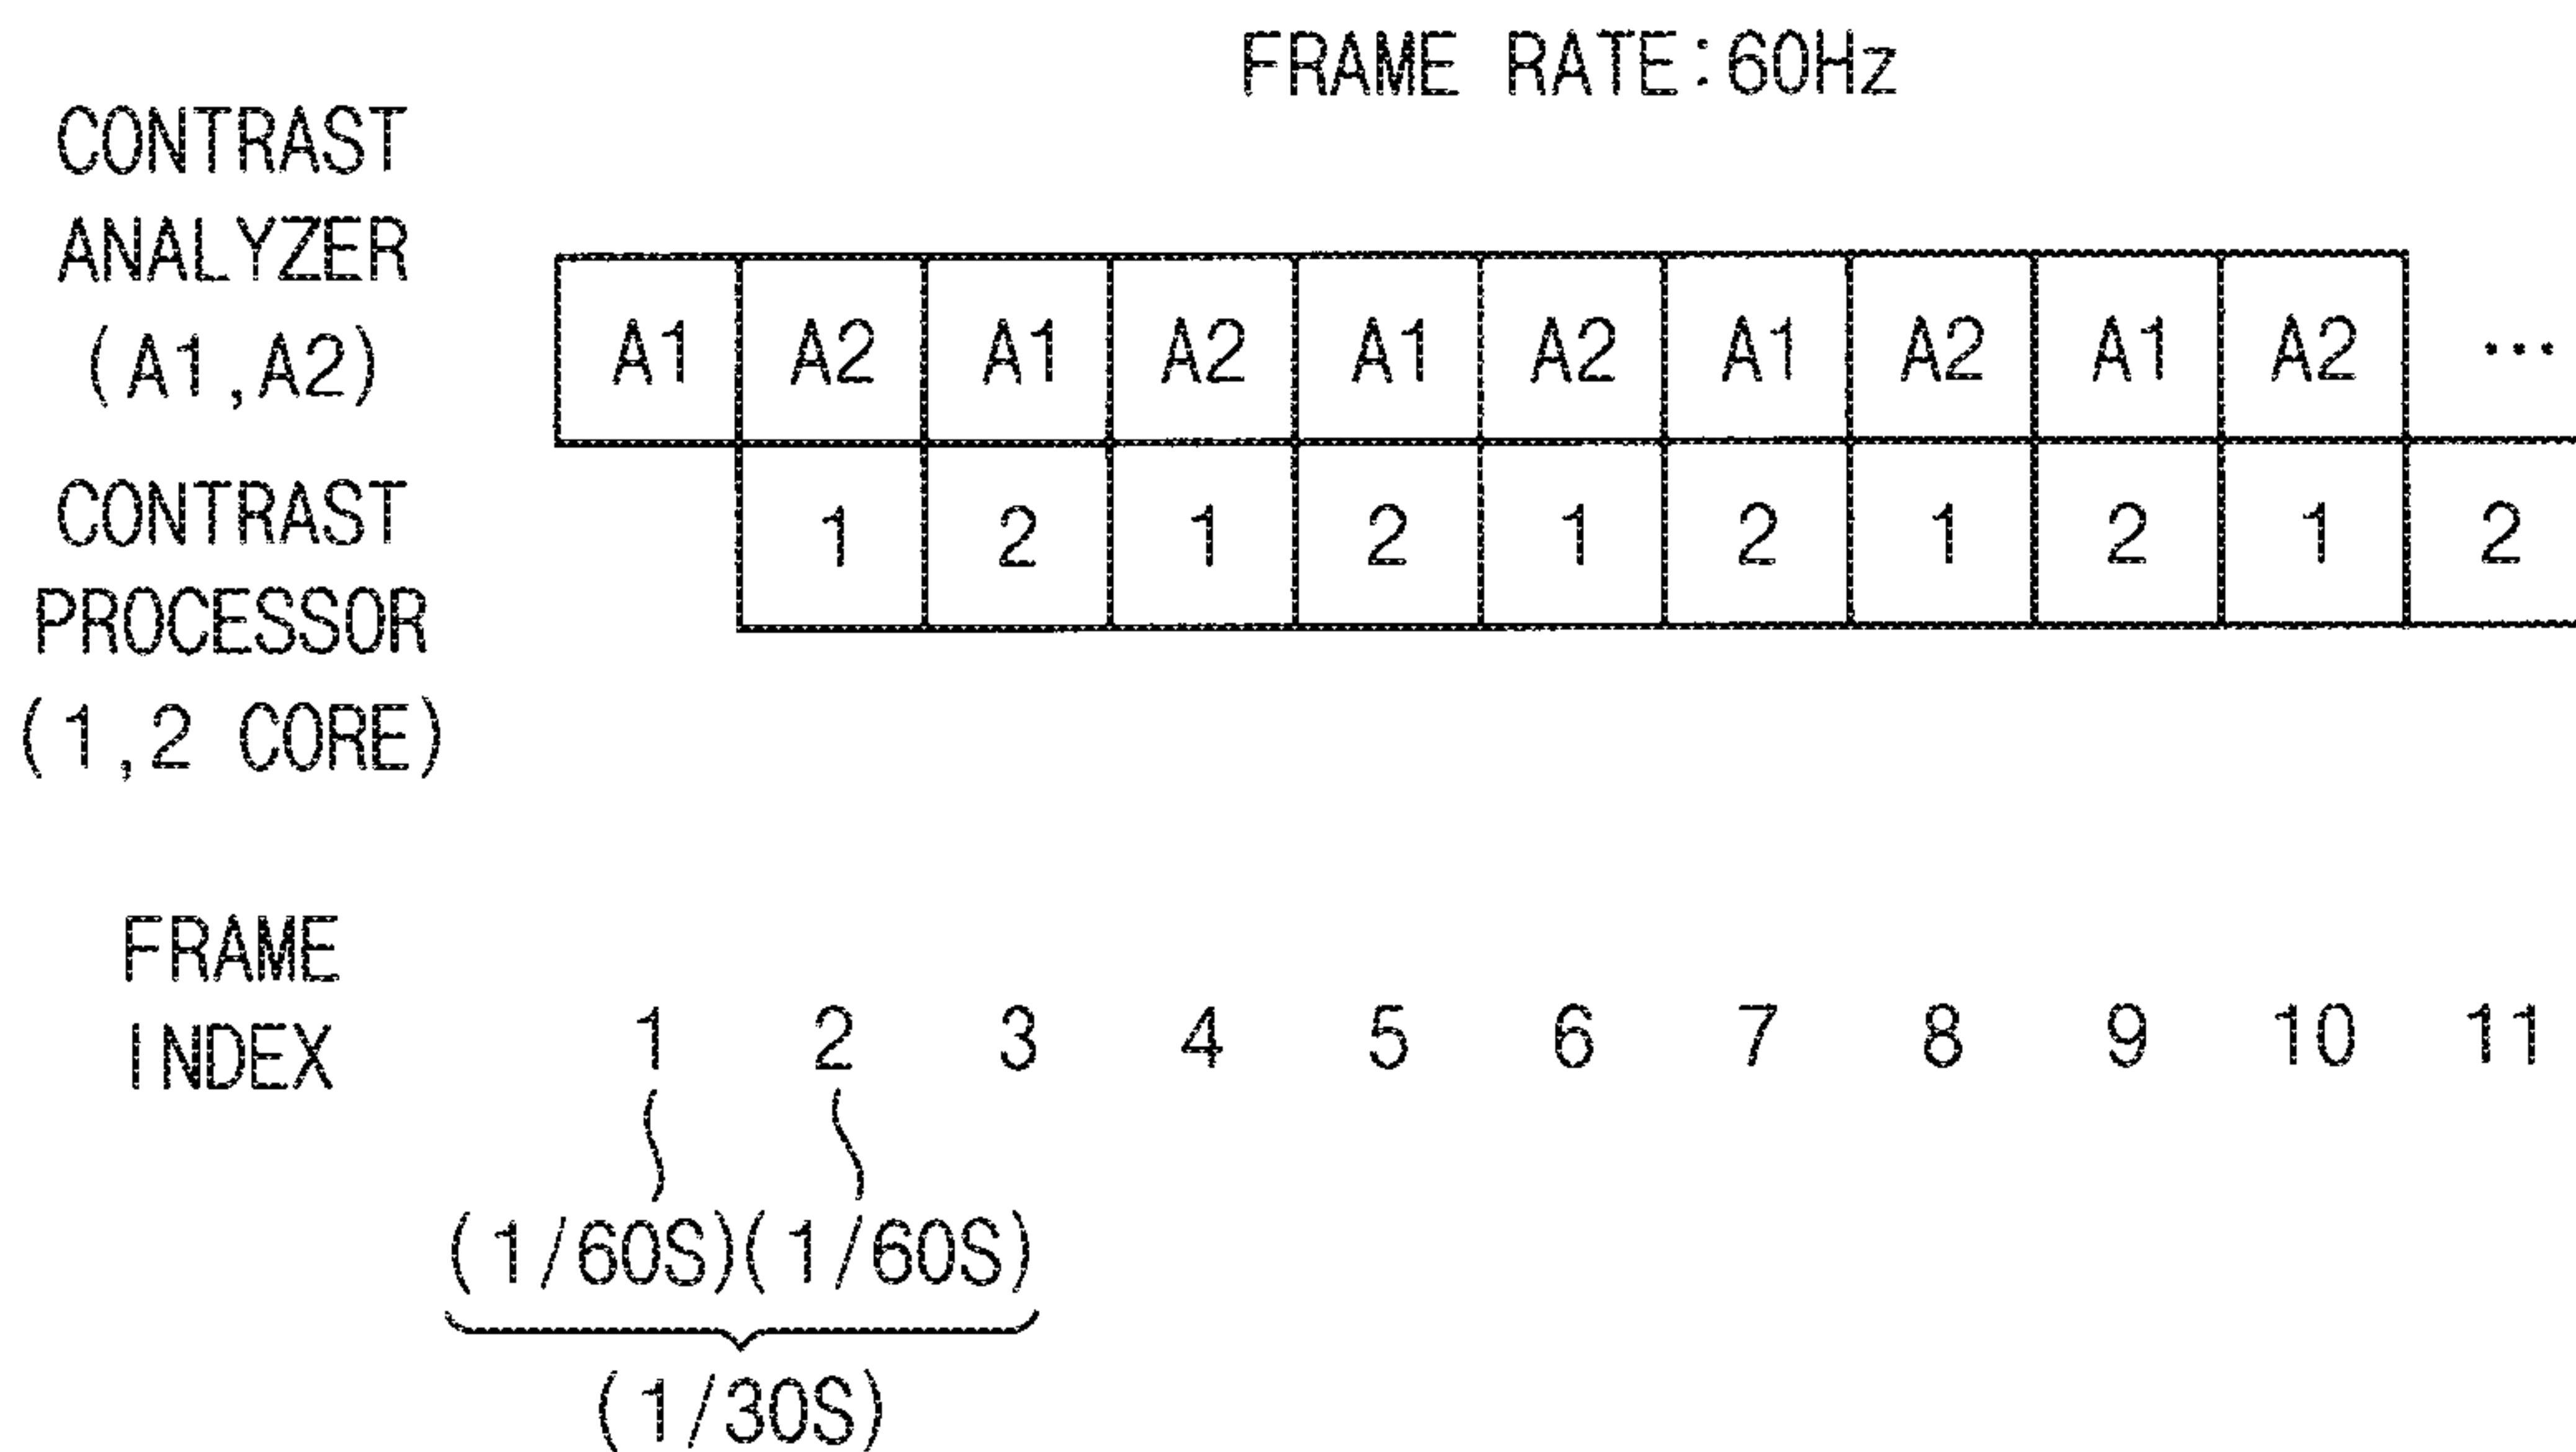 FRAME RATE:60Hz
CONTRAST
ANALYZER
(A1,A2)
A1 A2 A1 A2 A1 A2 A1 A2 A1 A2 ...
CONTRAST
PROCESSOR
(1,2 CORE)
1 2 1 2 1 2 1 2 1 2
FRAME
INDEX
1 2 3 4 5 6 7 8 9 10 11
(1/60S)(1/60S)
(1/30S)